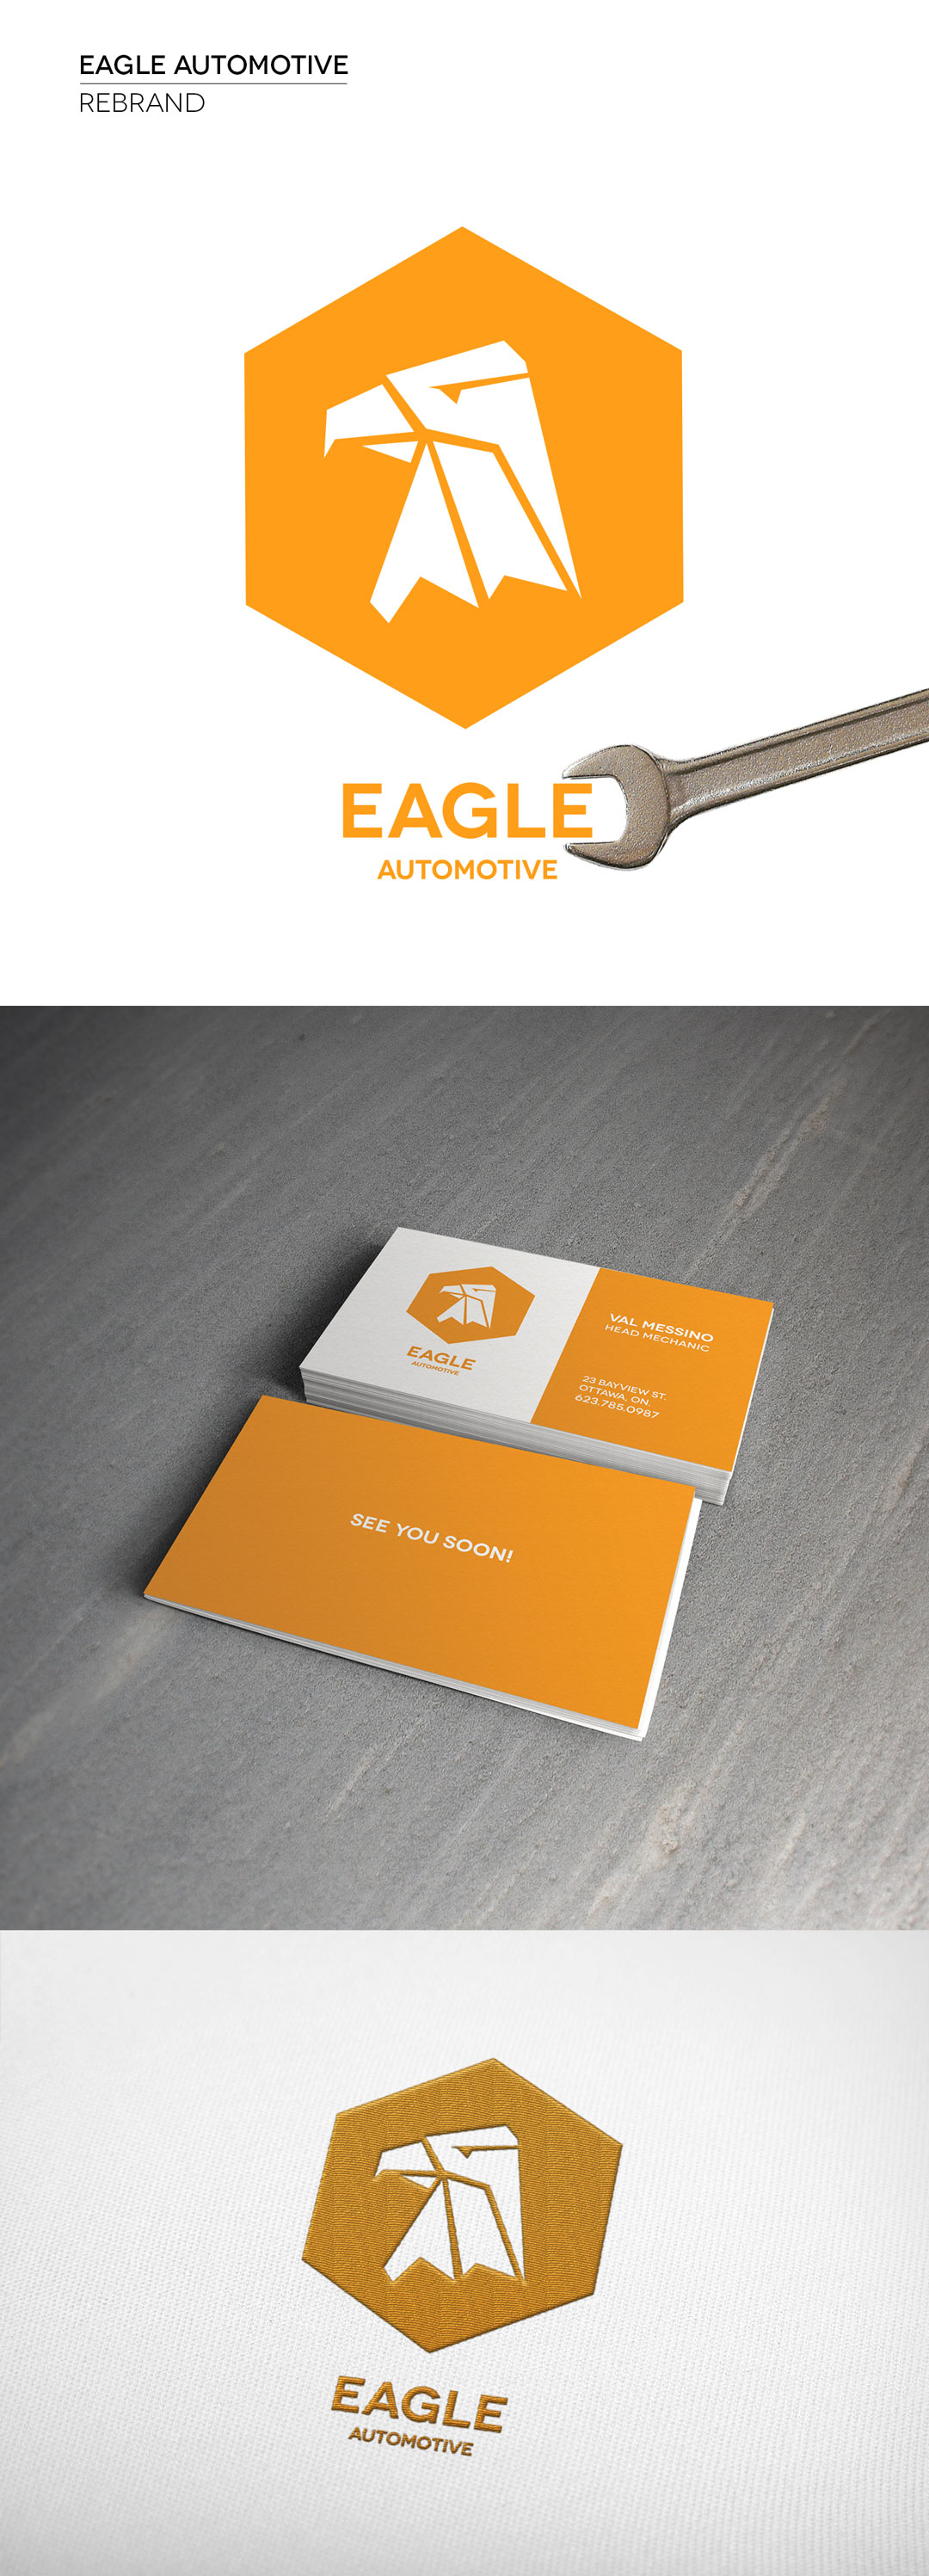 EAGLE AUTOMOTIVE
REBRAND
EAGLE
AUTOMOTIVE
EAGLE
AUTOMOTIVE
VAL MESSINO
HEAD MECHANIC
23 BAYVIEW ST.
OTTAWA, ON.
623.785.0987
SEE YOU SOON!
EAGLE
AUTOMOTIVE